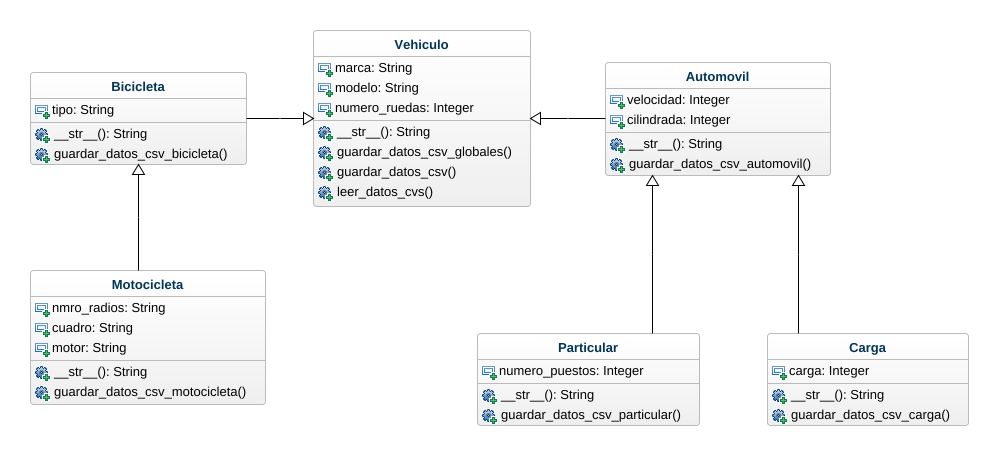 Vehiculo
marca: String
modelo: String
numero_ruedas: Integer
__str__(): String
guardar_datos_csv_globales()
guardar_datos_csv()
leer_datos_cvs()
Bicicleta
tipo: String
__str__(): String
guardar_datos_csv_bicicleta()
Automovil
velocidad: Integer
cilindrada: Integer
__str__(): String
guardar_datos_csv_automovil()
Motocicleta
nmro_radios: String
cuadro: String
motor: String
__str__(): String
guardar_datos_csv_motocicleta()
Particular
numero_puestos: Integer
__str__(): String
guardar_datos_csv_particular()
Carga
carga: Integer
__str__(): String
guardar_datos_csv_carga()